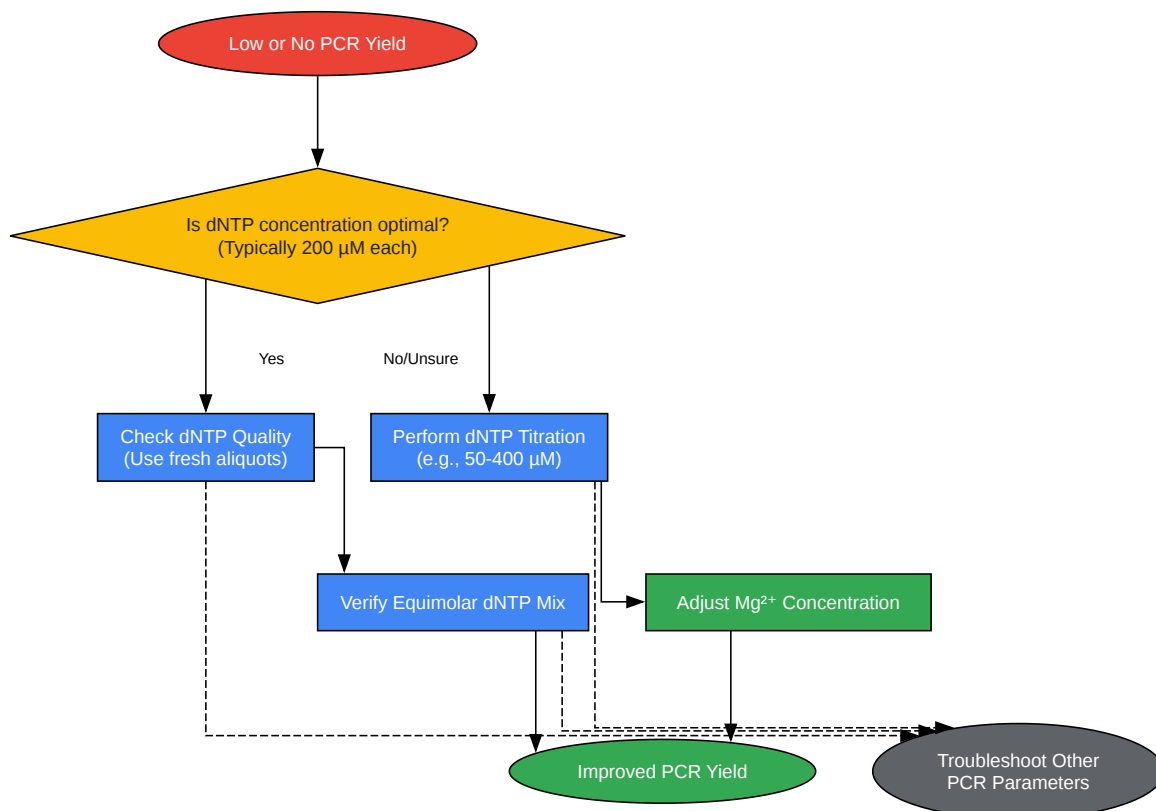 Low or No PCR Yield
Is dNTP concentration optimal?
(Typically 200 µM each)
Yes
No/Unsure
Check dNTP Quality
(Use fresh aliquots)
Perform dNTP Titration
(e.g., 50-400 µM)
Verify Equimolar dNTP Mix
Adjust Mg²⁺ Concentration
Improved PCR Yield
Troubleshoot Other
PCR Parameters